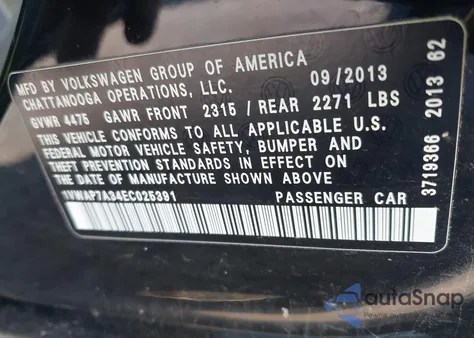 MFD BY VOLKSWAGEN GROUP OF AMERICA
CHATTANOOGA OPERATIONS, LLC. 09/2013
GVWR 4475 GAWR FRONT 2315 / REAR 2271 LBS
THIS VEHICLE CONFORMS TO ALL APPLICABLE U.S.
FEDERAL MOTOR VEHICLE SAFETY, BUMPER AND
THEFT PREVENTION STANDARDS IN EFFECT ON
THE DATE OF MANUFACTURE SHOWN ABOVE
1VWAP7A34EC025391 PASSENGER CAR
3719366 2013 62
autoSnap